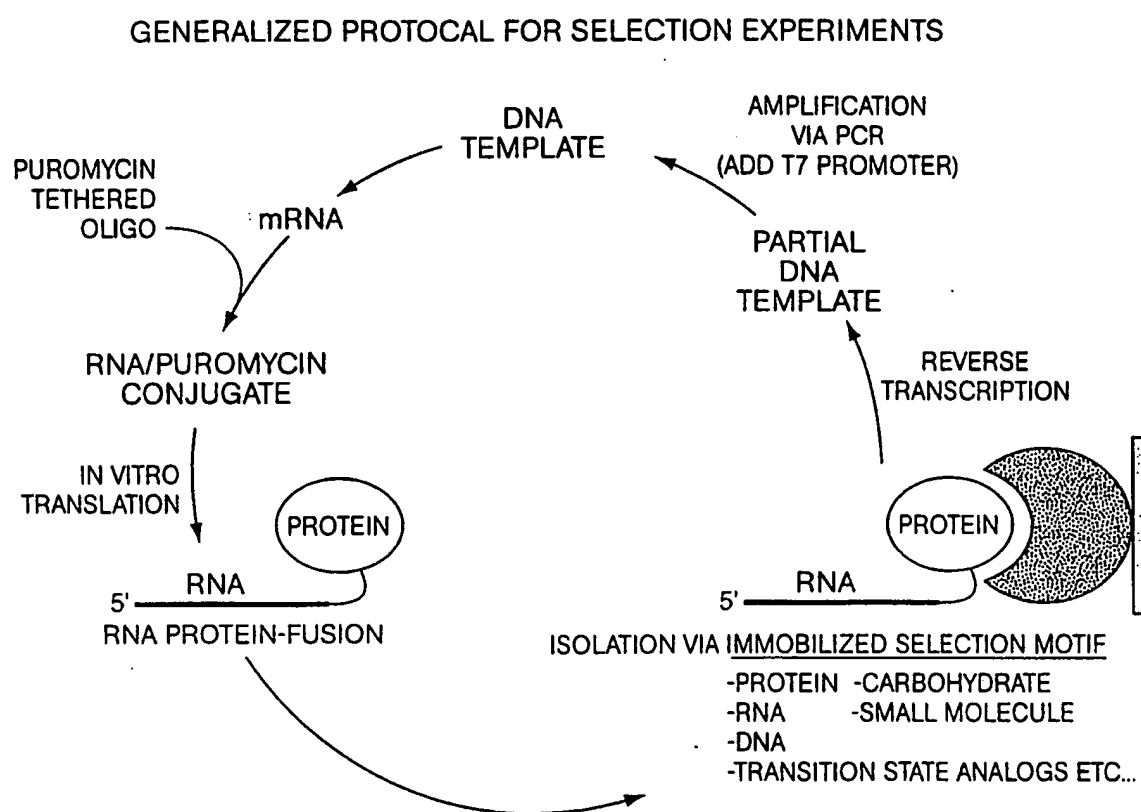 GENERALIZED PROTOCAL FOR SELECTION EXPERIMENTS
DNA
TEMPLATE
AMPLIFICATION
VIA PCR
(ADD T7 PROMOTER)
PUROMYCIN
TETHERED
OLIGO
mRNA
PARTIAL
DNA
TEMPLATE
RNA/PUROMYCIN
CONJUGATE
REVERSE
TRANSCRIPTION
IN VITRO
TRANSLATION
PROTEIN
RNA
5'
RNA PROTEIN-FUSION
PROTEIN
RNA
5'
ISOLATION VIA IMMOBILIZED SELECTION MOTIF
-PROTEIN -CARBOHYDRATE
-RNA -SMALL MOLECULE
-DNA
-TRANSITION STATE ANALOGS ETC...